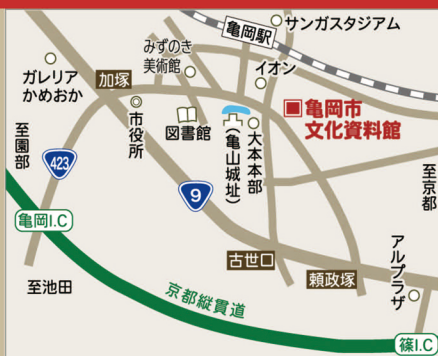 サンガスタジアム
亀岡駅
みずのき
美術館
イオン
ガレリア
かめおか
加塚
亀岡市
文化資料館
市役所
図書館
(亀山城址)
大本本部
至園部
423
9
至京都
亀岡I.C
古世口
頼政塚
アルプラザ
至池田
京都縦貫道
篠I.C